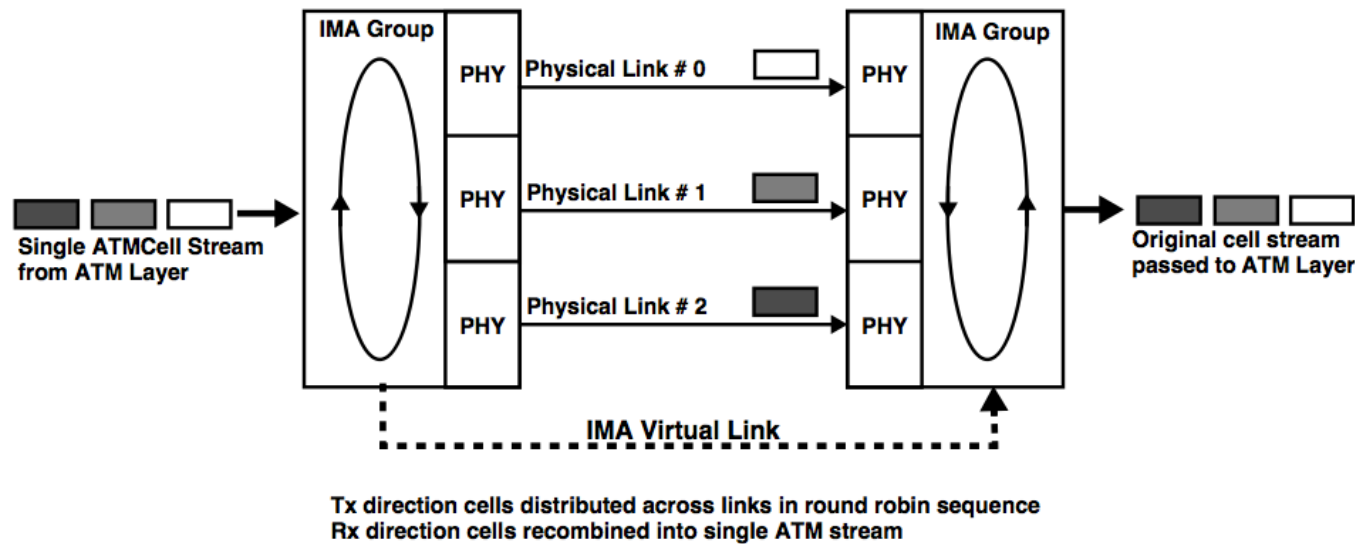 IMA Group
IMA Group
PHY
Physical Link # 0
PHY
PHY
Physical Link # 1
PHY
Single ATMCell Stream
from ATM Layer
Original cell stream
passed to ATM Layer
PHY
Physical Link # 2
PHY
IMA Virtual Link
Tx direction cells distributed across links in round robin sequence
Rx direction cells recombined into single ATM stream